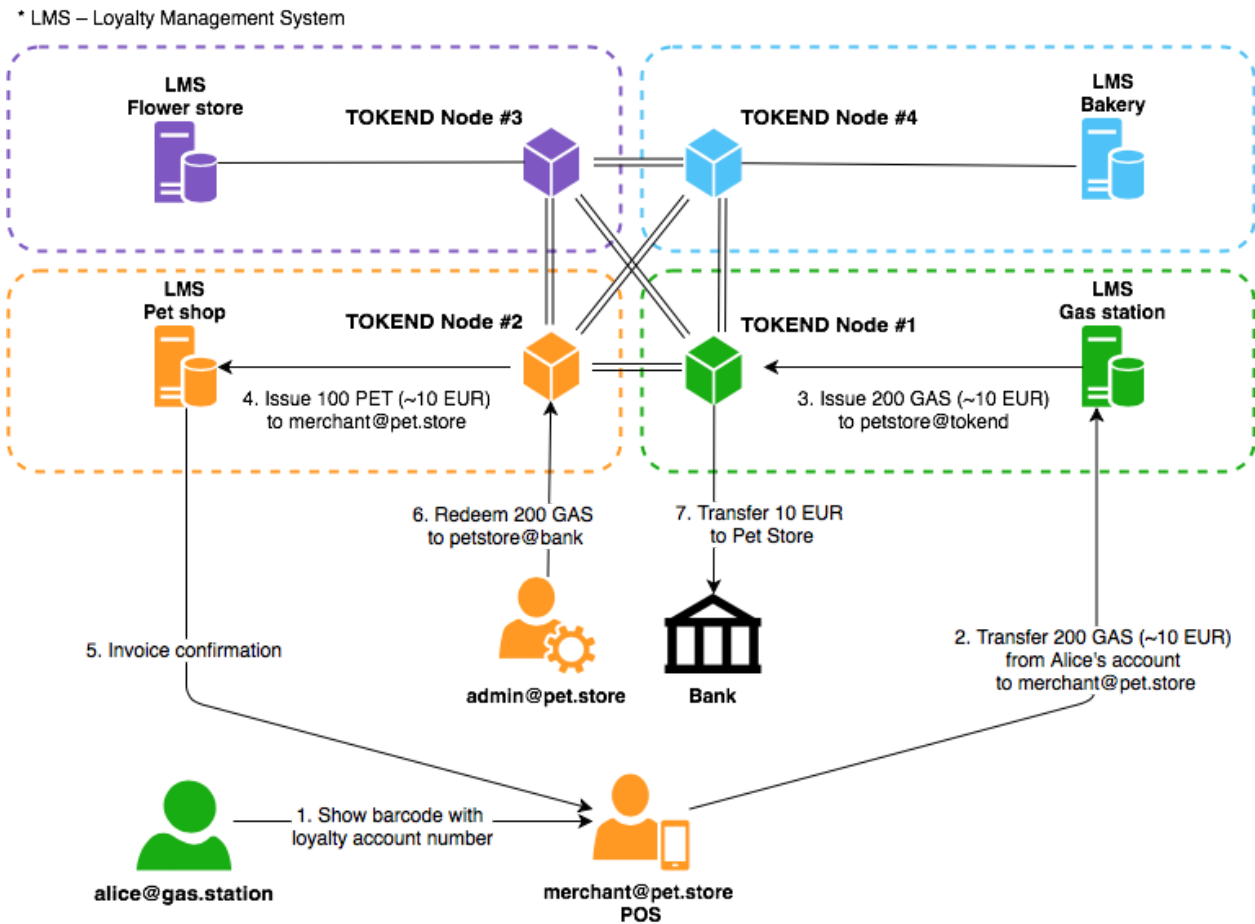 * LMS – Loyalty Management System
LMS
Flower store
TOKEND Node #3
TOKEND Node #4
LMS
Bakery
LMS
Pet shop
TOKEND Node #2
TOKEND Node #1
LMS
Gas station
4. Issue 100 PET (~10 EUR)
to merchant@pet.store
3. Issue 200 GAS (~10 EUR)
to petstore@tokend
6. Redeem 200 GAS
to petstore@bank
7. Transfer 10 EUR
to Pet Store
5. Invoice confirmation
2. Transfer 200 GAS (~10 EUR)
from Alice's account
to merchant@pet.store
admin@pet.store
Bank
1. Show barcode with
loyalty account number
alice@gas.station
merchant@pet.store
POS